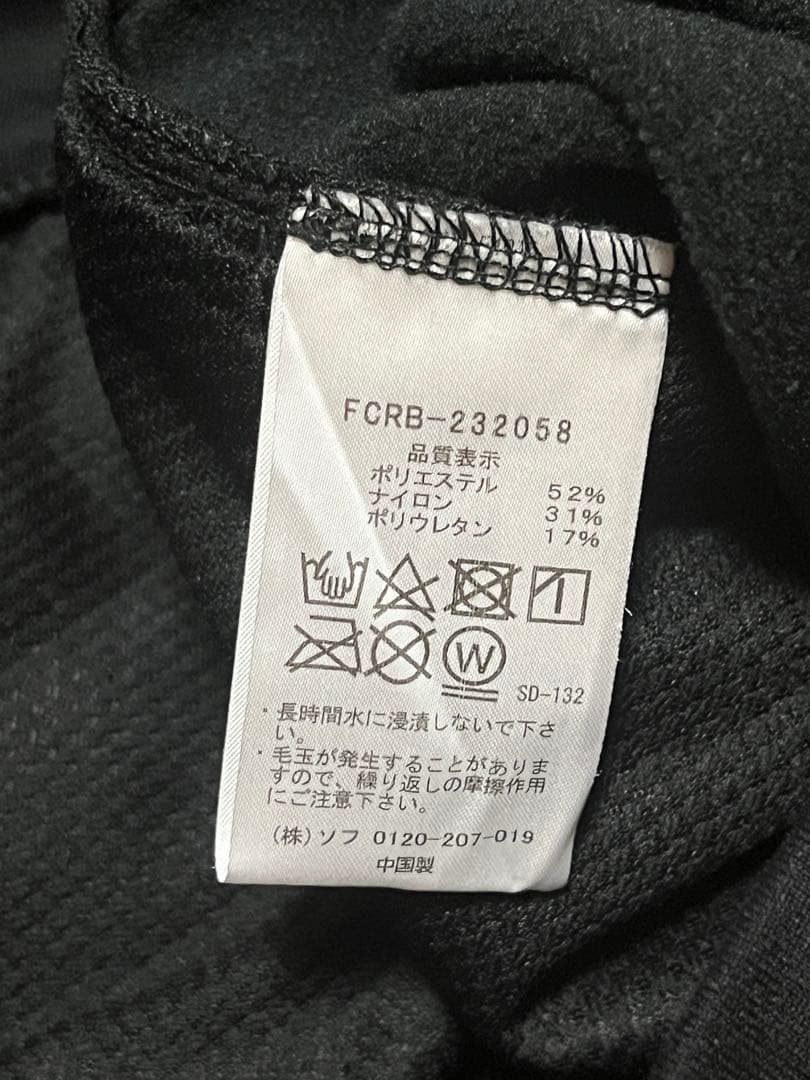 FCRB-232058
品質表示
ポリエステル 52%
ナイロン 31%
ポリウレタン 17%
W
SD-132
・長時間水に浸漬しないで下さ
い。
・毛玉が発生することがありま
すので、繰り返しの摩擦作用
にご注意下さい。
(株)ソフ 0120-207-019
中国製